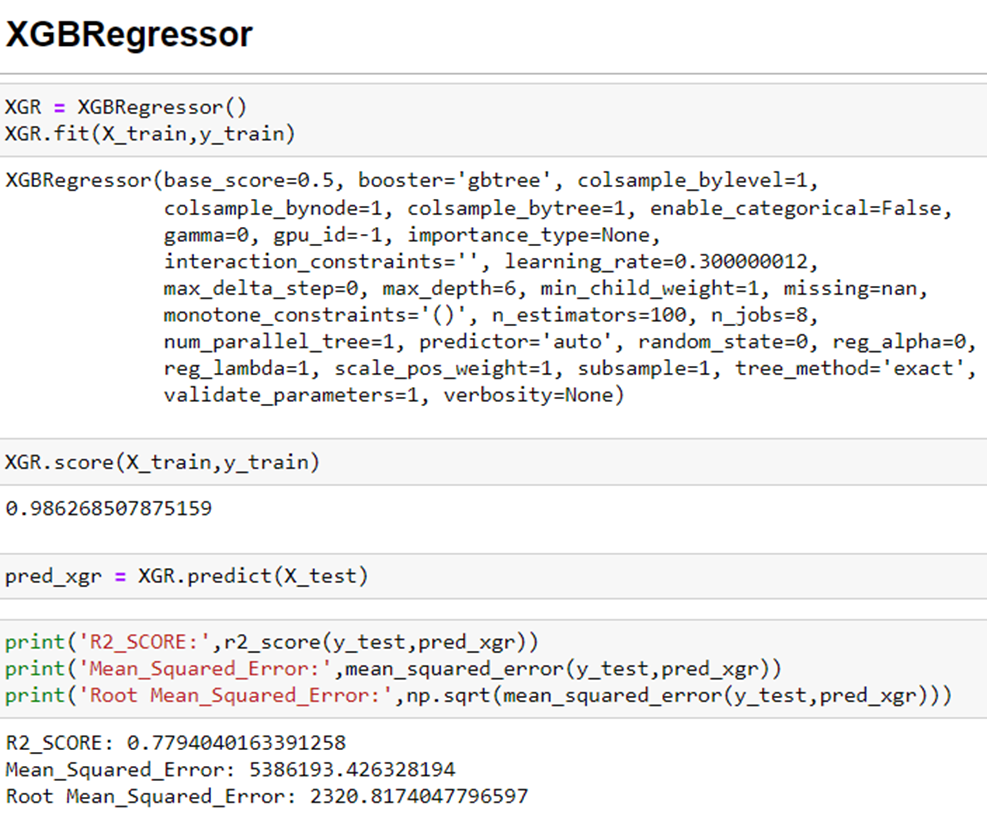 XGBRegressor
XGR = XGBRegressor()
XGR.fit(X_train,y_train)
XGBRegressor(base_score=0.5, booster='gbtree', colsample_bylevel=1,
colsample_bynode=1, colsample_bytree=1, enable_categorical=False,
gamma=0, gpu_id=-1, importance_type=None,
interaction_constraints='', learning_rate=0.300000012,
max_delta_step=0, max_depth=6, min_child_weight=1, missing=nan,
monotone_constraints='()', n_estimators=100, n_jobs=8,
num_parallel_tree=1, predictor='auto', random_state=0, reg_alpha=0,
reg_lambda=1, scale_pos_weight=1, subsample=1, tree_method='exact',
validate_parameters=1, verbosity=None)
XGR.score(X_train,y_train)
0.986268507875159
pred_xgr = XGR.predict(X_test)
print('R2_SCORE:',r2_score(y_test,pred_xgr))
print('Mean_Squared_Error:',mean_squared_error(y_test,pred_xgr))
print('Root Mean_Squared_Error:',np.sqrt(mean_squared_error(y_test,pred_xgr)))
R2_SCORE: 0.7794040163391258
Mean_Squared_Error: 5386193.426328194
Root Mean_Squared_Error: 2320.8174047796597